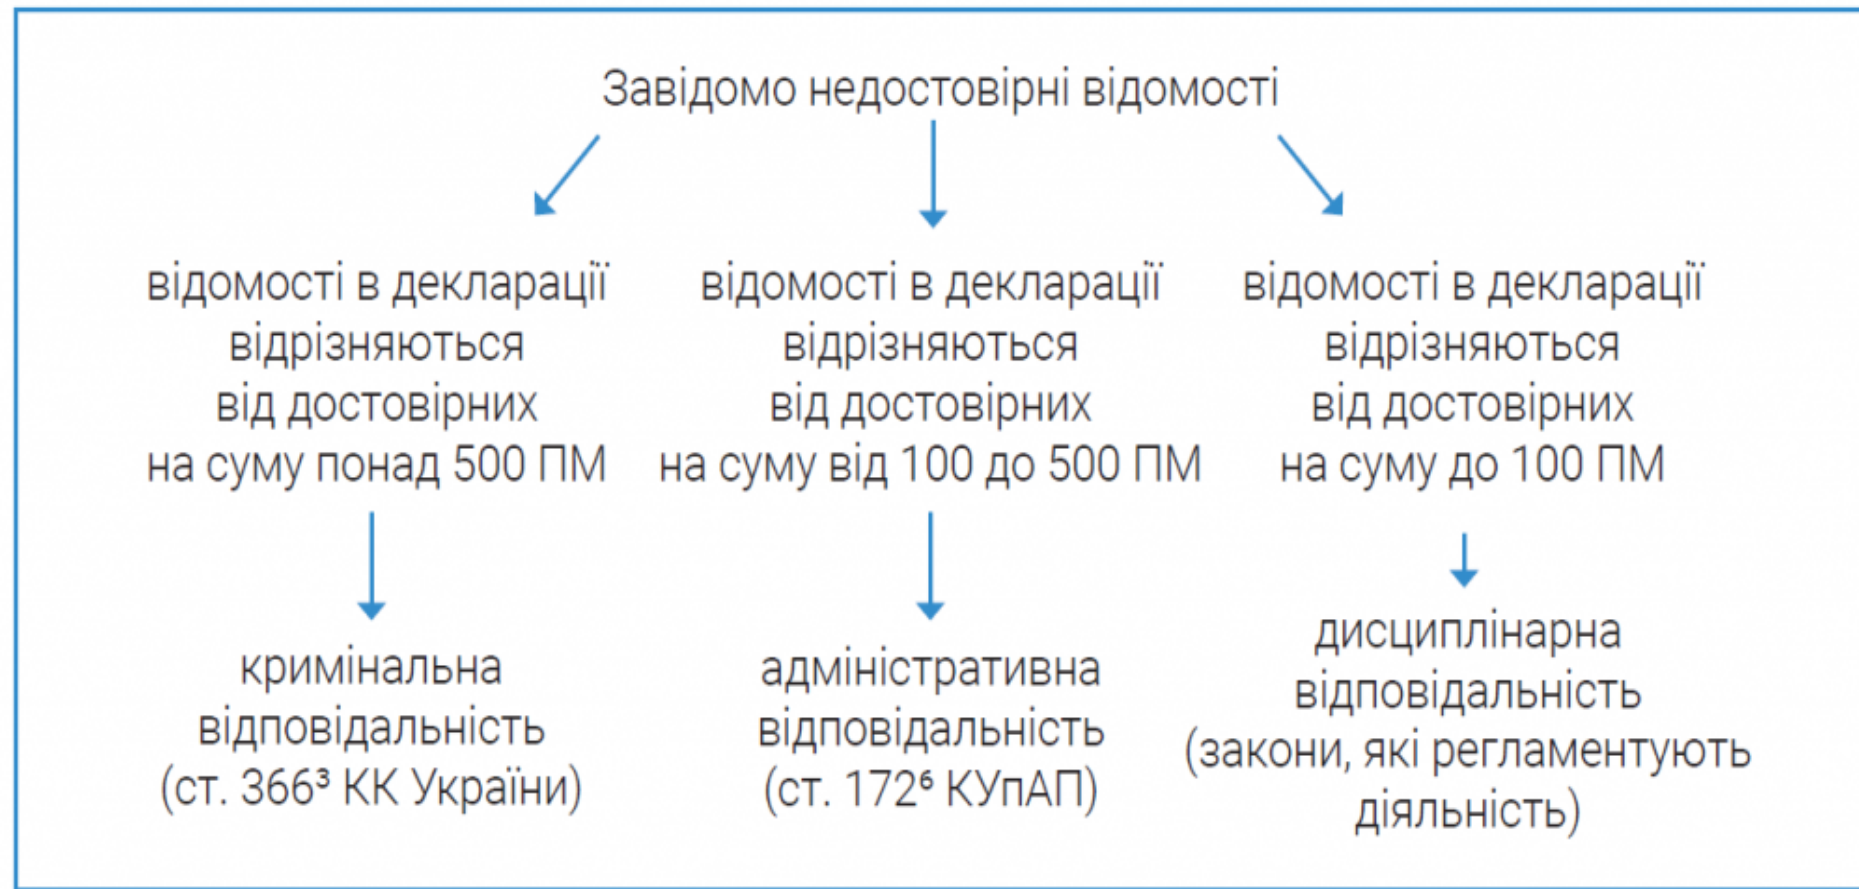 Завідомо недостовірні відомості
відомості в декларації
відрізняються
від достовірних
на суму понад 500 ПМ
кримінальна
відповідальність
(ст. 366³ КК України)
відомості в декларації
відрізняються
від достовірних
на суму від 100 до 500 ПМ
адміністративна
відповідальність
(ст. 172⁶ КУпАП)
відомості в декларації
відрізняються
від достовірних
на суму до 100 ПМ
дисциплінарна
відповідальність
(закони, які регламентують
діяльність)